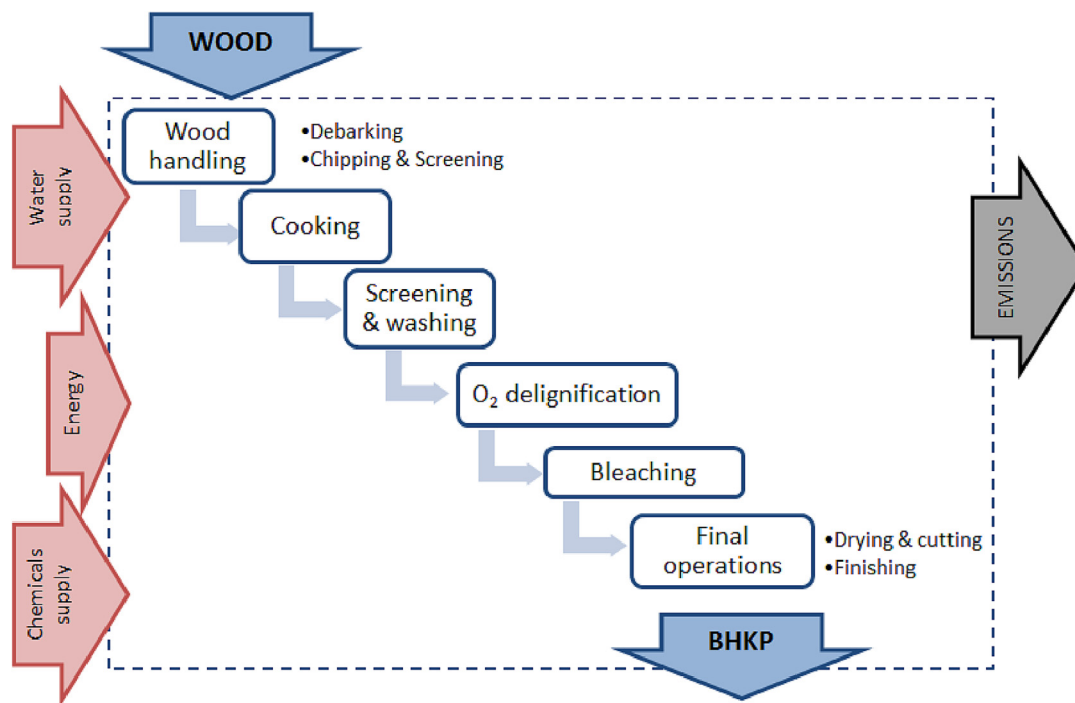 WOOD
Wood
handling
•Debarking
•Chipping & Screening
Water
supply
Cooking
Screening
& washing
EMISSIONS
Energy
O₂ delignification
Bleaching
Final
operations
•Drying & cutting
•Finishing
Chemicals
supply
BHKP